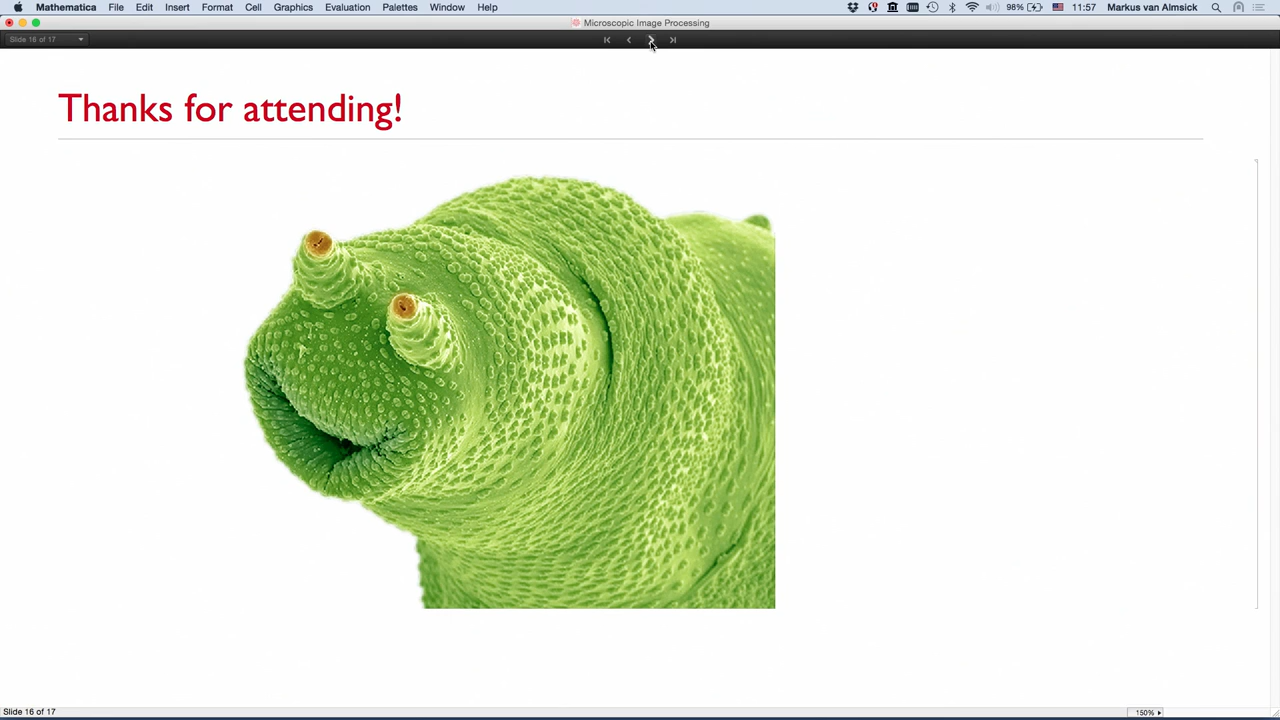 Mathematica File Edit Insert Format Cell Graphics Evaluation Palettes Window Help 98% 11:57 Markus van Almsick
Microscopic Image Processing
Slide 16 of 17
Thanks for attending!
Slide 16 of 17 150%